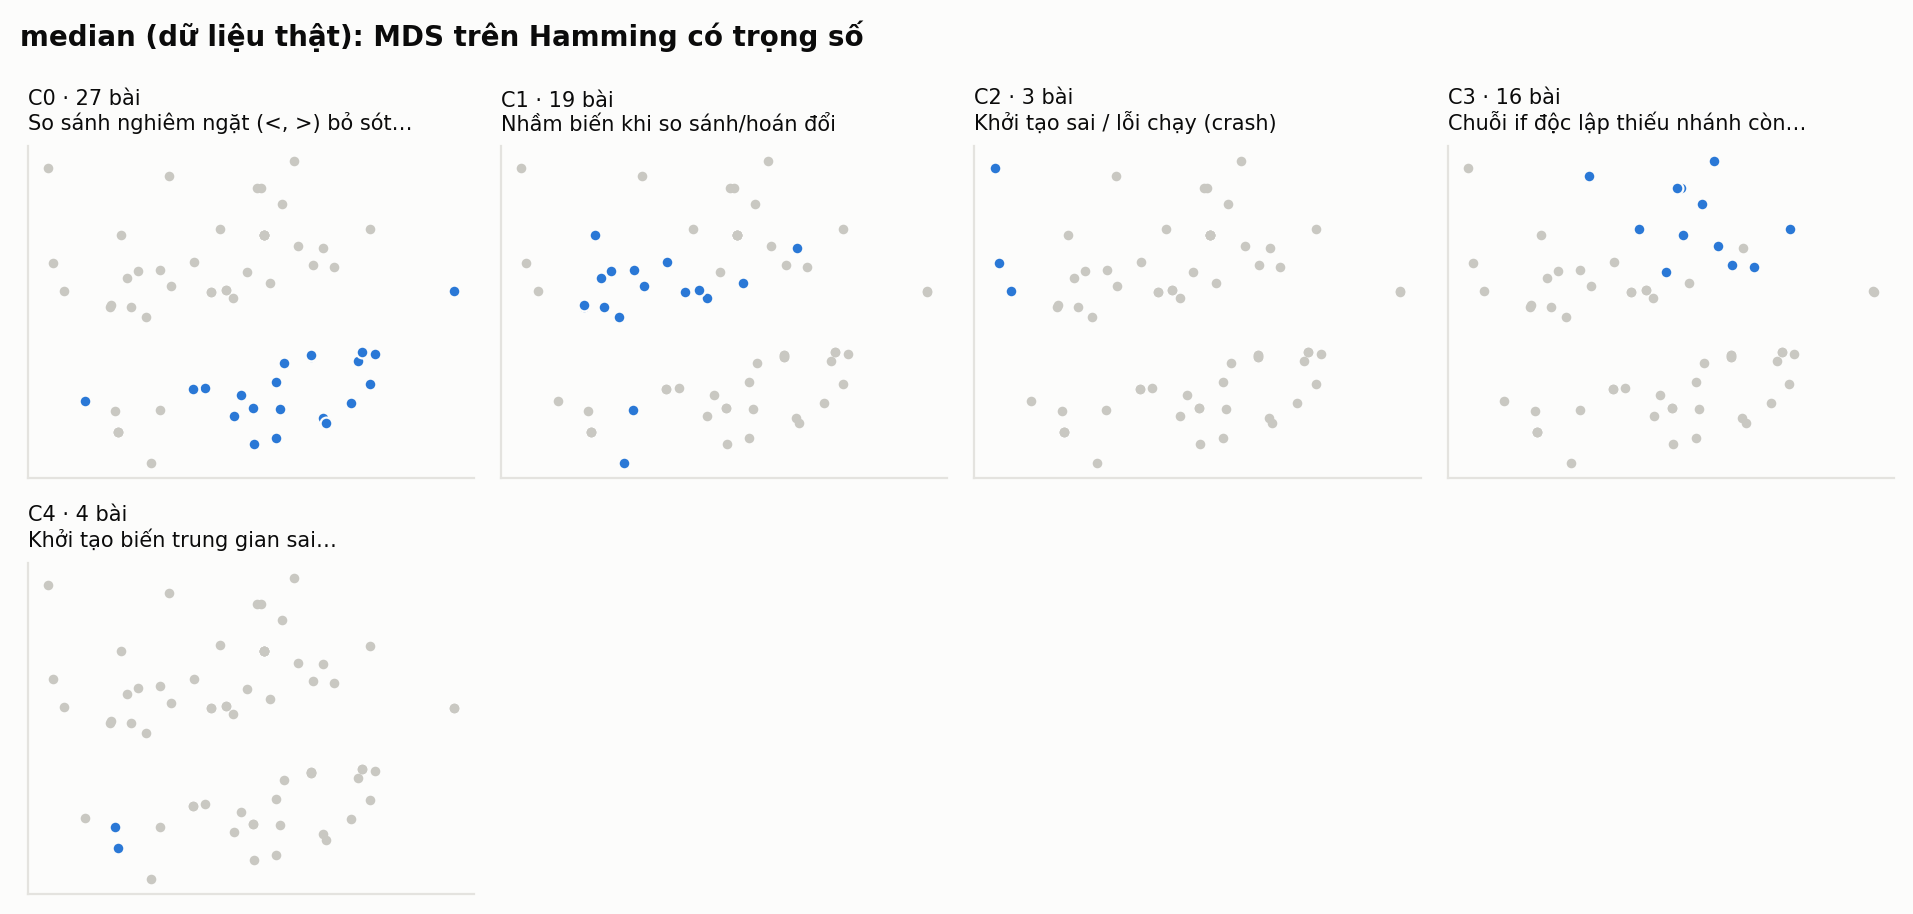 median (dữ liệu thật): MDS trên Hamming có trọng số
C0 · 27 bài
So sánh nghiêm ngặt (<, >) bỏ sót…
C1 · 19 bài
Nhầm biến khi so sánh/hoán đổi
C2 · 3 bài
Khởi tạo sai / lỗi chạy (crash)
C3 · 16 bài
Chuỗi if độc lập thiếu nhánh còn…
C4 · 4 bài
Khởi tạo biến trung gian sai…